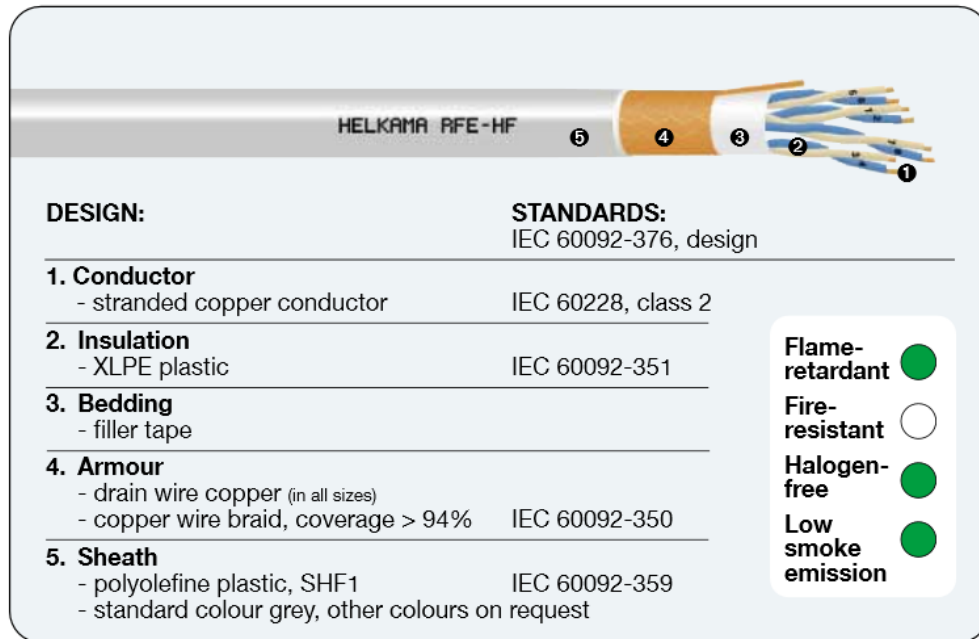 HELKAMA RFE-HF
5
4
3
2
1
DESIGN:
STANDARDS:
IEC 60092-376, design
1. Conductor
- stranded copper conductor IEC 60228, class 2
2. Insulation
- XLPE plastic IEC 60092-351
3. Bedding
- filler tape
4. Armour
- drain wire copper (in all sizes)
- copper wire braid, coverage > 94% IEC 60092-350
5. Sheath
- polyolefine plastic, SHF1 IEC 60092-359
- standard colour grey, other colours on request
Flame-
retardant
Fire-
resistant
Halogen-
free
Low
smoke
emission